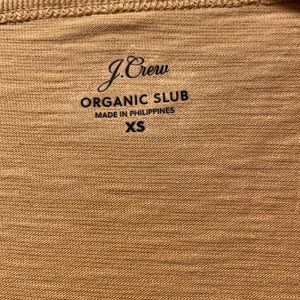 J.Crew
ORGANIC SLUB
MADE IN PHILIPPINES
XS